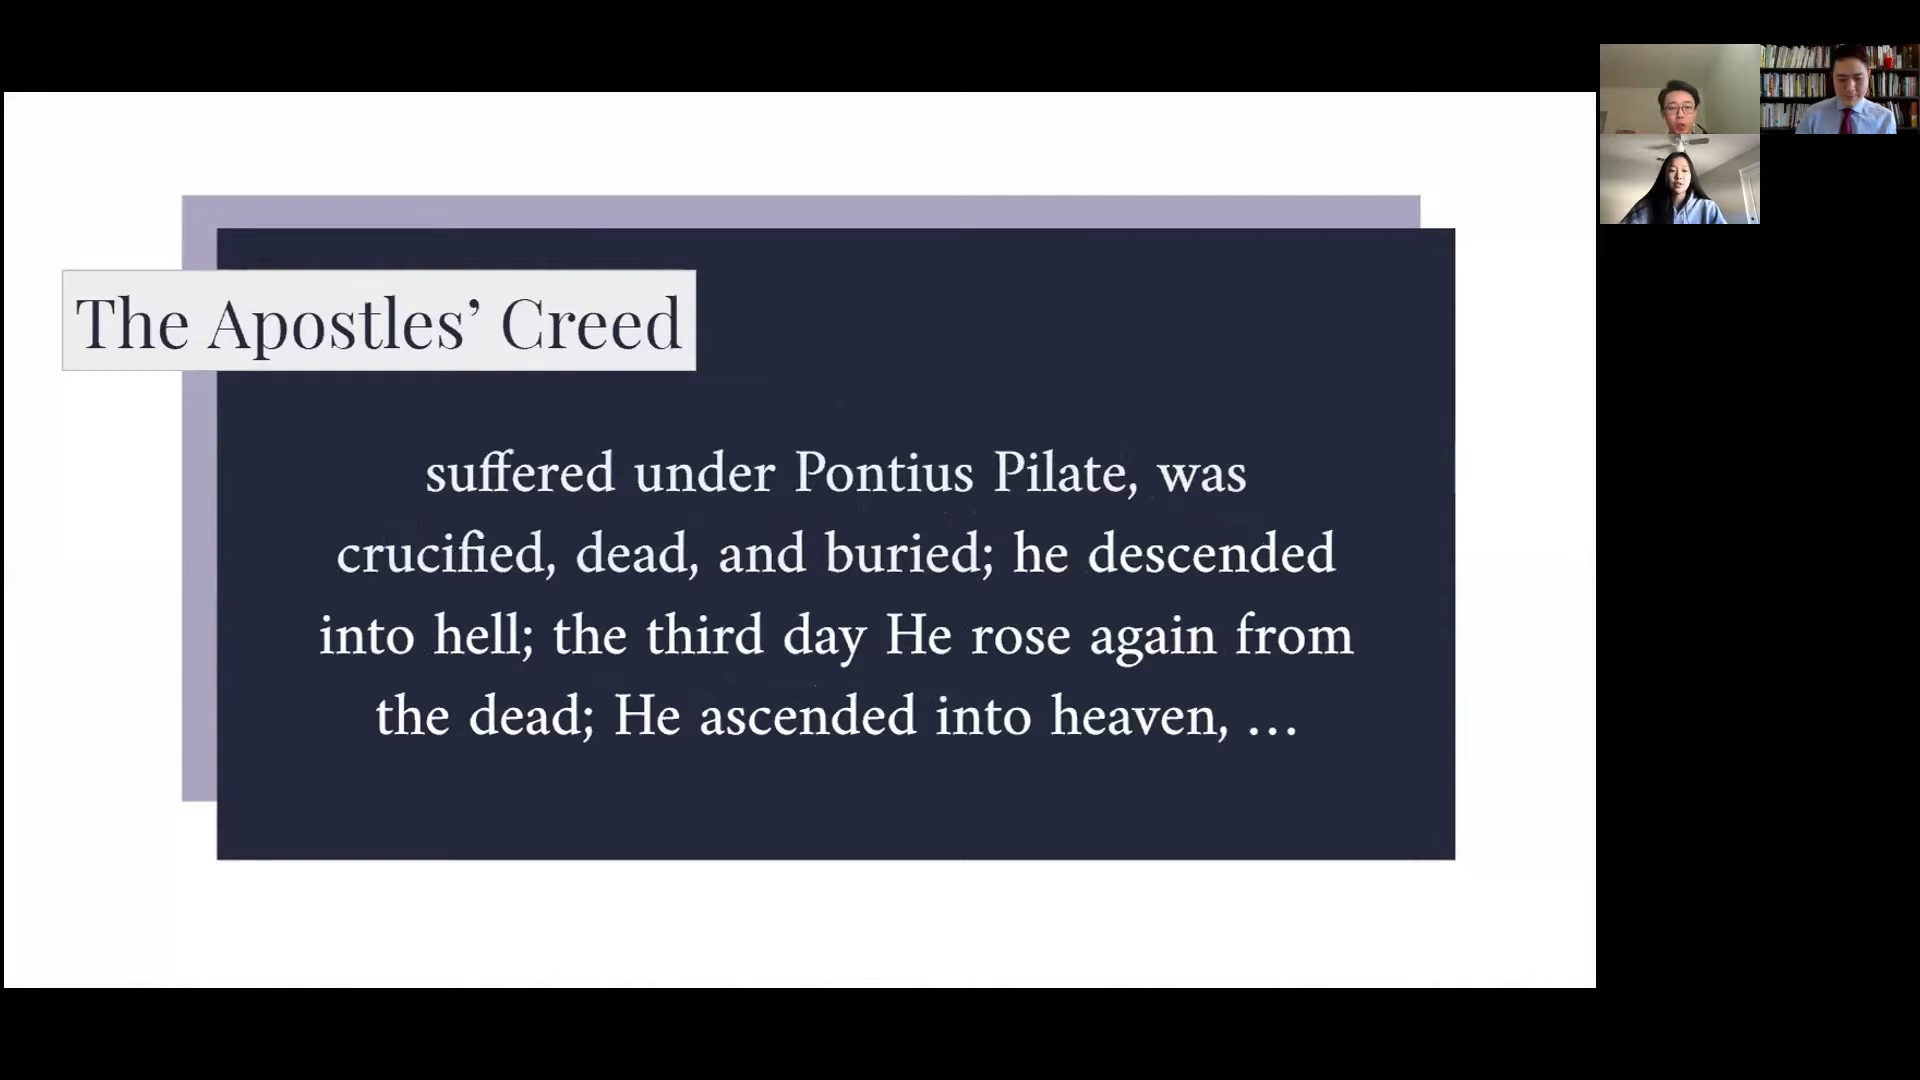 The Apostles’ Creed
suffered under Pontius Pilate, was
crucified, dead, and buried; he descended
into hell; the third day He rose again from
the dead; He ascended into heaven, …